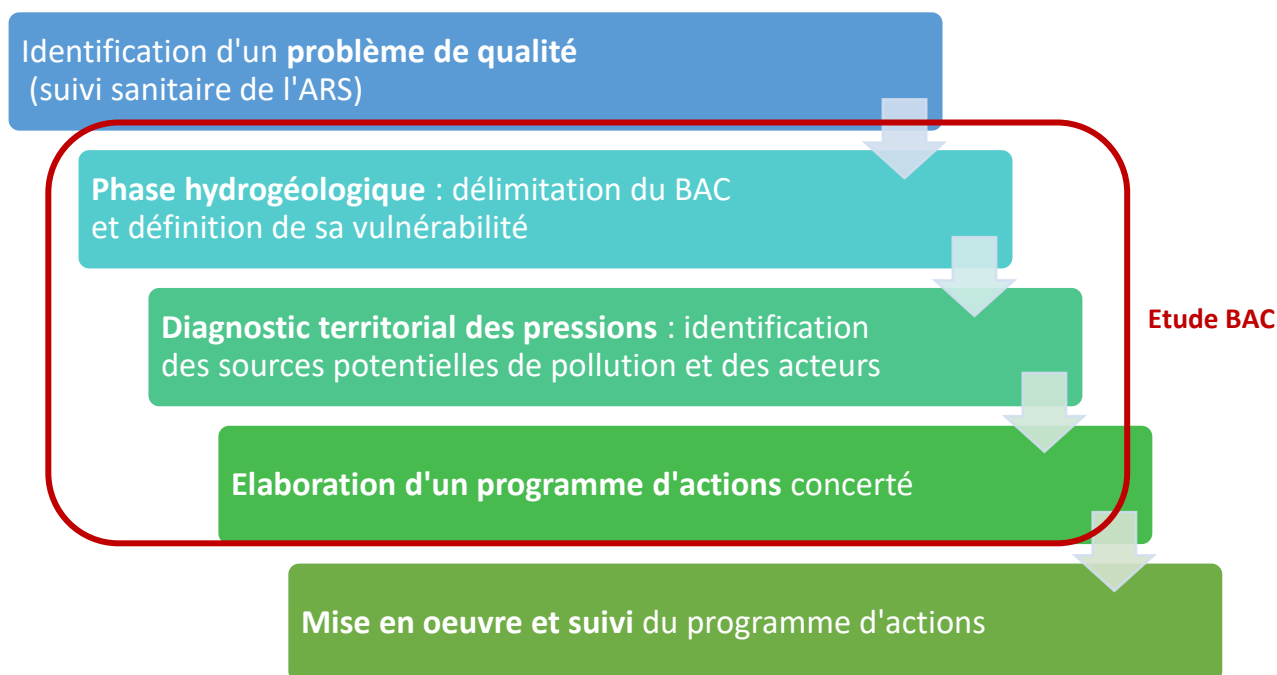 Identification d'un problème de qualité
(suivi sanitaire de l'ARS)
Phase hydrogéologique : délimitation du BAC
et définition de sa vulnérabilité
Diagnostic territorial des pressions : identification
des sources potentielles de pollution et des acteurs
Etude BAC
Elaboration d'un programme d'actions concerté
Mise en oeuvre et suivi du programme d'actions